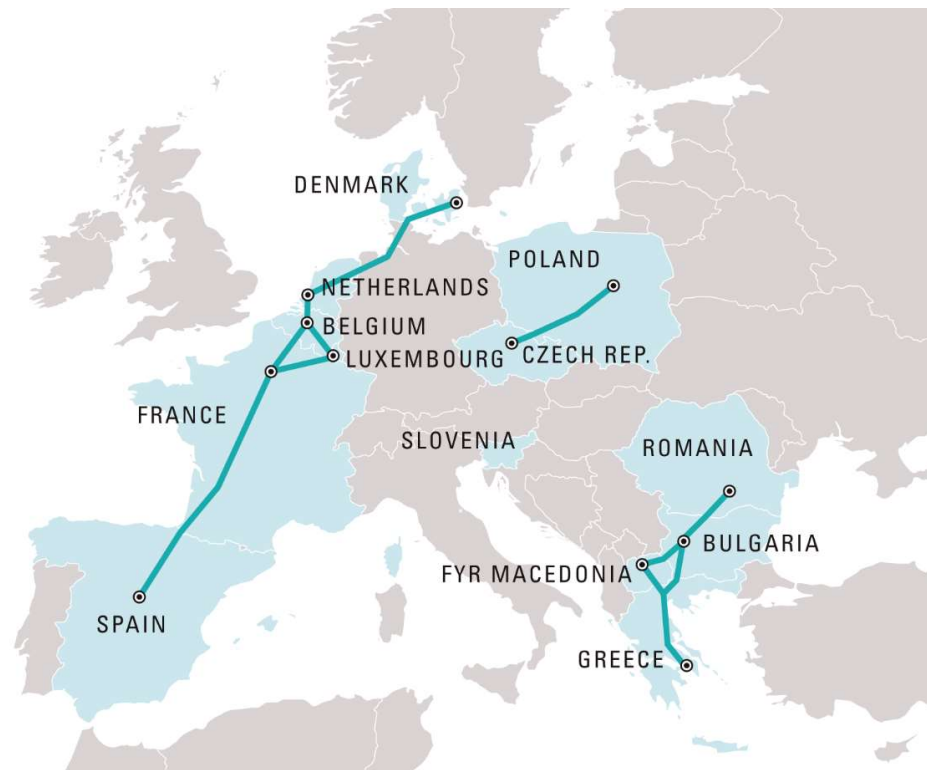 DENMARK
POLAND
NETHERLANDS
BELGIUM
LUXEMBOURG
CZECH REP.
FRANCE
SLOVENIA
ROMANIA
BULGARIA
FYR MACEDONIA
SPAIN
GREECE